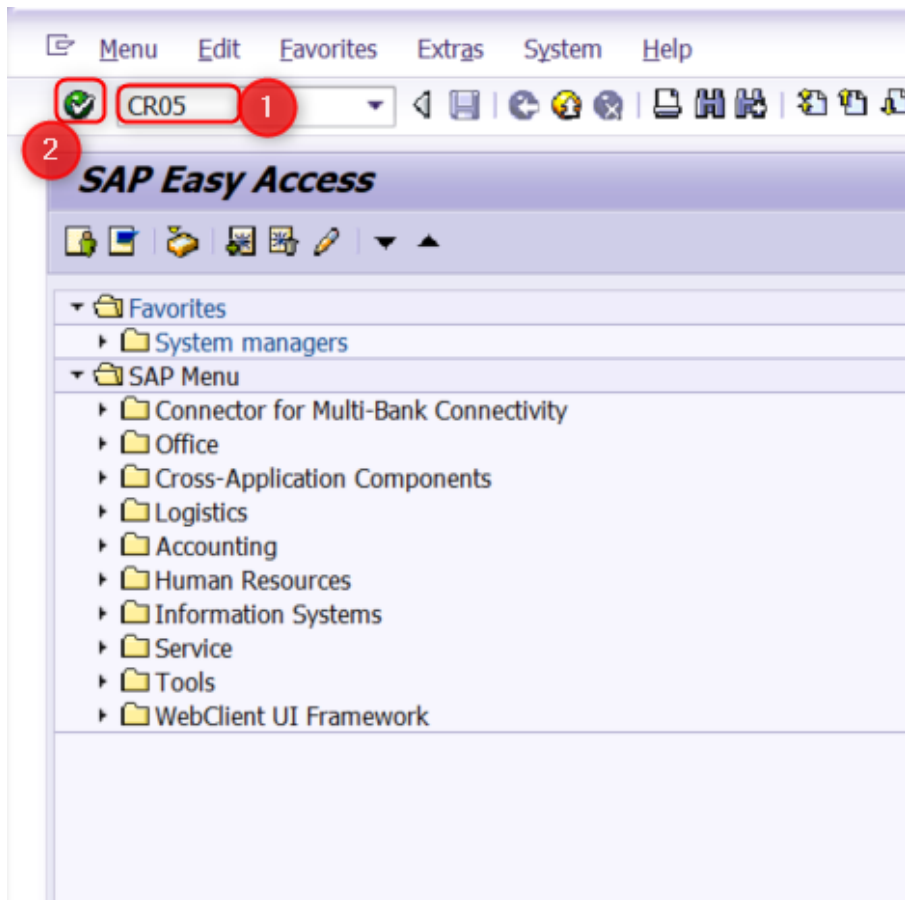 Menu Edit Favorites Extras System Help
CR05 1
2
SAP Easy Access
Favorites
System managers
SAP Menu
Connector for Multi-Bank Connectivity
Office
Cross-Application Components
Logistics
Accounting
Human Resources
Information Systems
Service
Tools
WebClient UI Framework